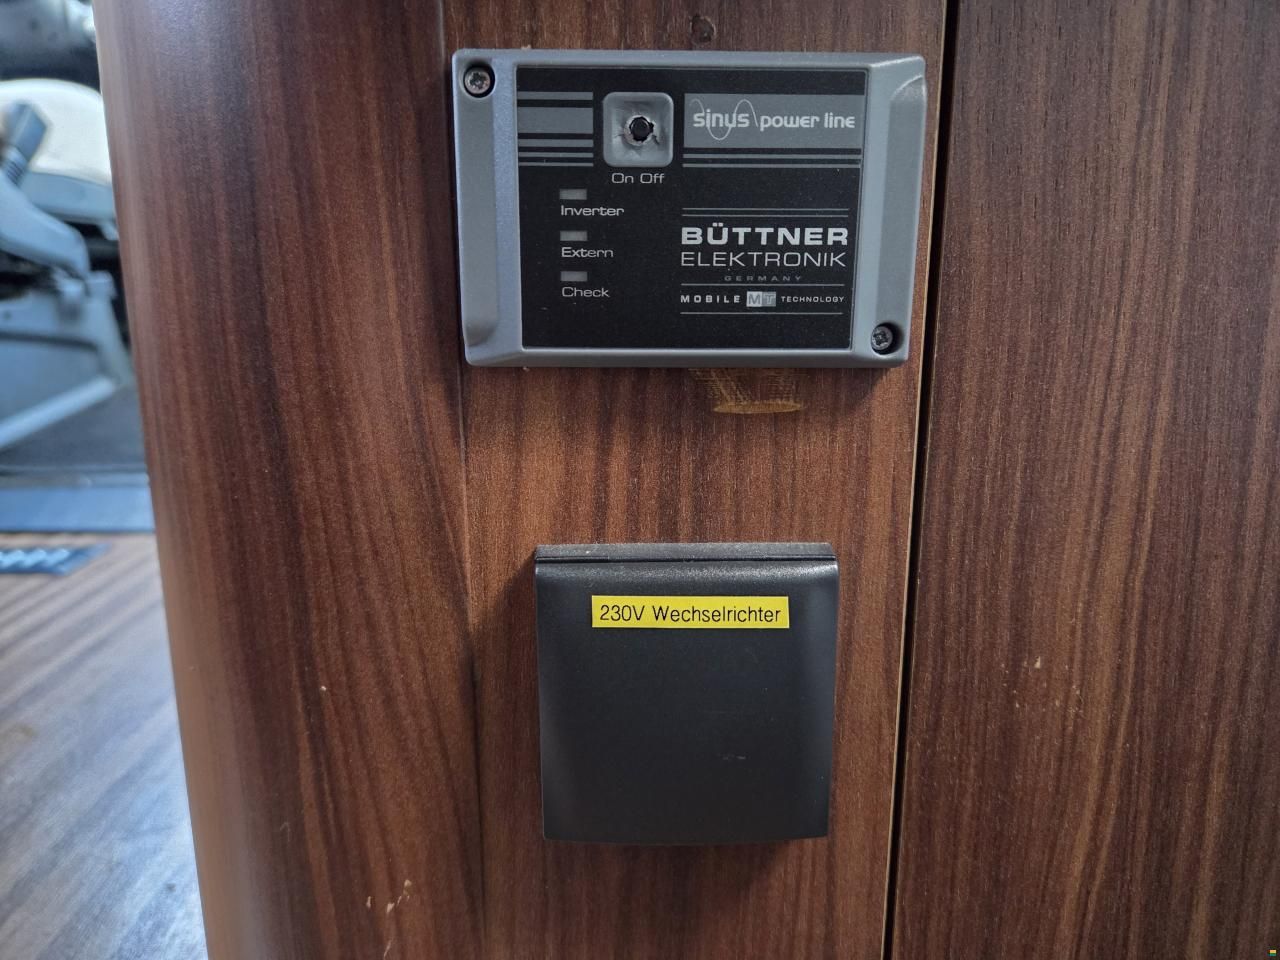 sinus power line
On Off
Inverter
Extern
Check
BÜTTNER
ELEKTRONIK
GERMANY
MOBILE MT TECHNOLOGY
230V Wechselrichter